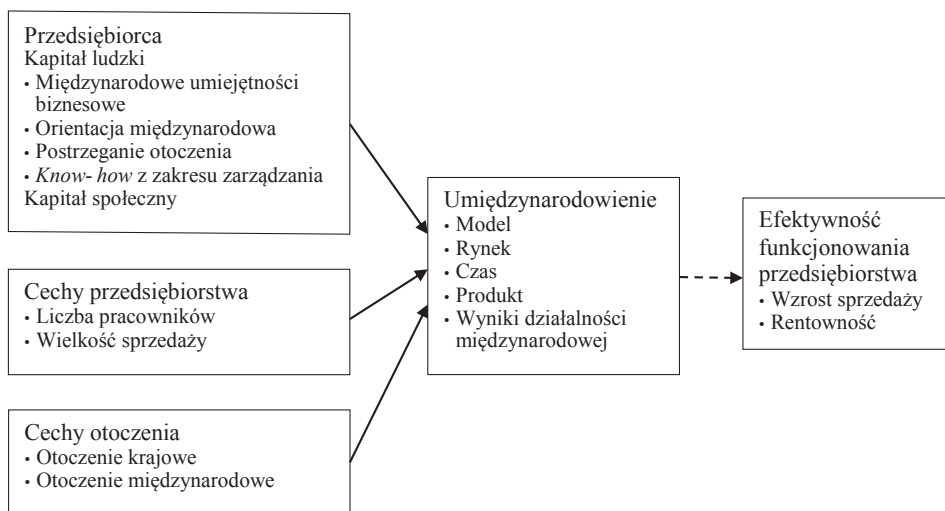 Przedsiębiorca
Kapitał ludzki
• Międzynarodowe umiejętności
biznesowe
• Orientacja międzynarodowa
• Postrzeganie otoczenia
• Know- how z zakresu zarządzania
Kapitał społeczny
Cechy przedsiębiorstwa
• Liczba pracowników
• Wielkość sprzedaży
Cechy otoczenia
• Otoczenie krajowe
• Otoczenie międzynarodowe
Umiędzynarodowienie
• Model
• Rynek
• Czas
• Produkt
• Wyniki działalności
międzynarodowej
Efektywność
funkcjonowania
przedsiębiorstwa
• Wzrost sprzedaży
• Rentowność